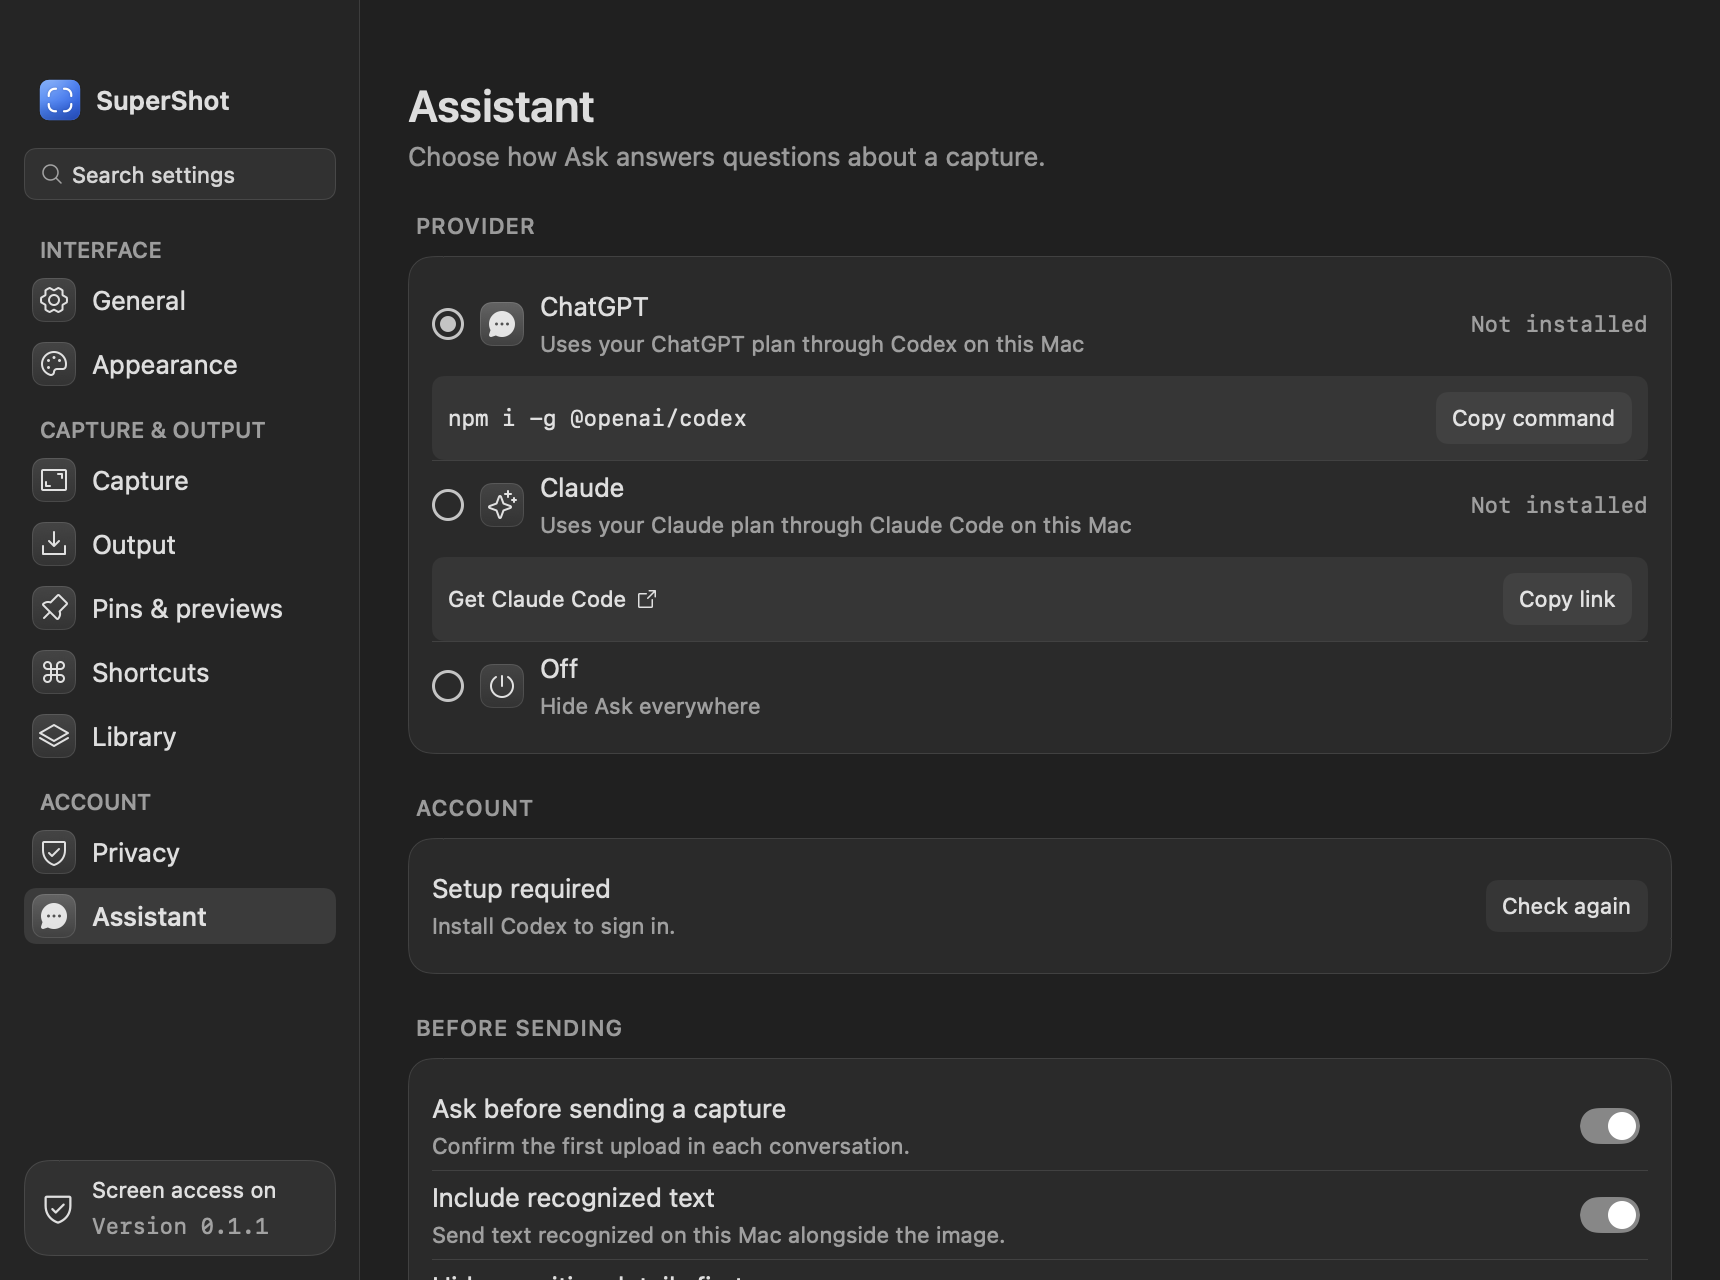 SuperShot
Search settings
INTERFACE
General
Appearance
CAPTURE & OUTPUT
Capture
Output
Pins & previews
Shortcuts
Library
ACCOUNT
Privacy
Assistant
Screen access on
Version 0.1.1
Assistant
Choose how Ask answers questions about a capture.
PROVIDER
ChatGPT
Uses your ChatGPT plan through Codex on this Mac
Not installed
npm i -g @openai/codex
Copy command
Claude
Uses your Claude plan through Claude Code on this Mac
Not installed
Get Claude Code
Copy link
Off
Hide Ask everywhere
ACCOUNT
Setup required
Install Codex to sign in.
Check again
BEFORE SENDING
Ask before sending a capture
Confirm the first upload in each conversation.
Include recognized text
Send text recognized on this Mac alongside the image.